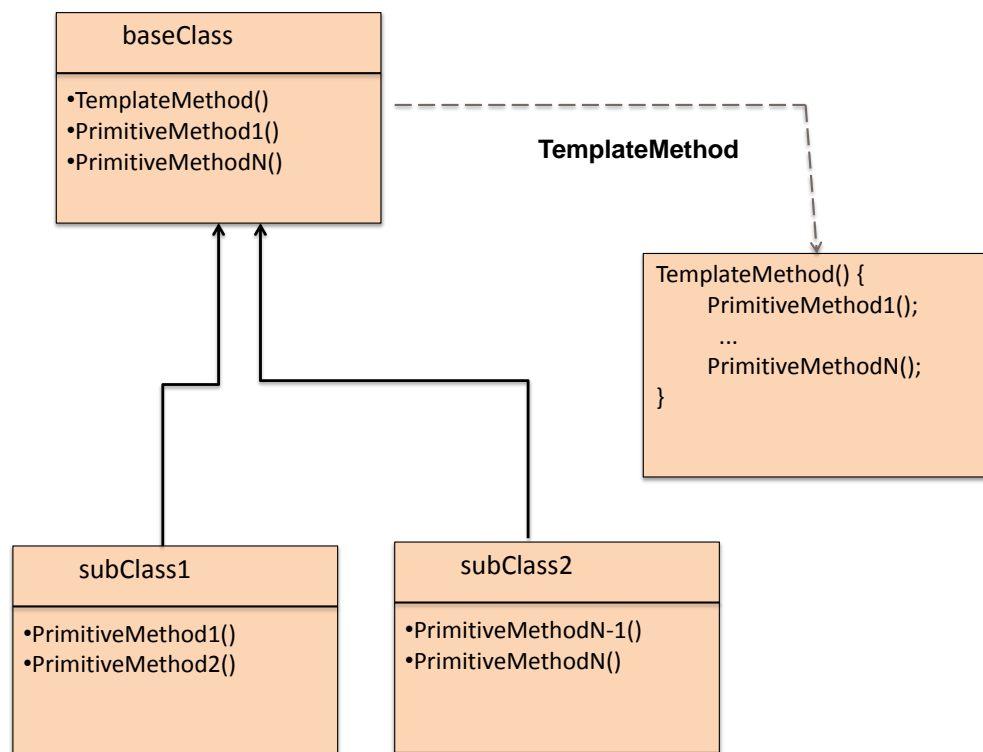 baseClass
•TemplateMethod()
•PrimitiveMethod1()
•PrimitiveMethodN()
TemplateMethod
TemplateMethod() {
PrimitiveMethod1();
...
PrimitiveMethodN();
}
subClass1
•PrimitiveMethod1()
•PrimitiveMethod2()
subClass2
•PrimitiveMethodN-1()
•PrimitiveMethodN()